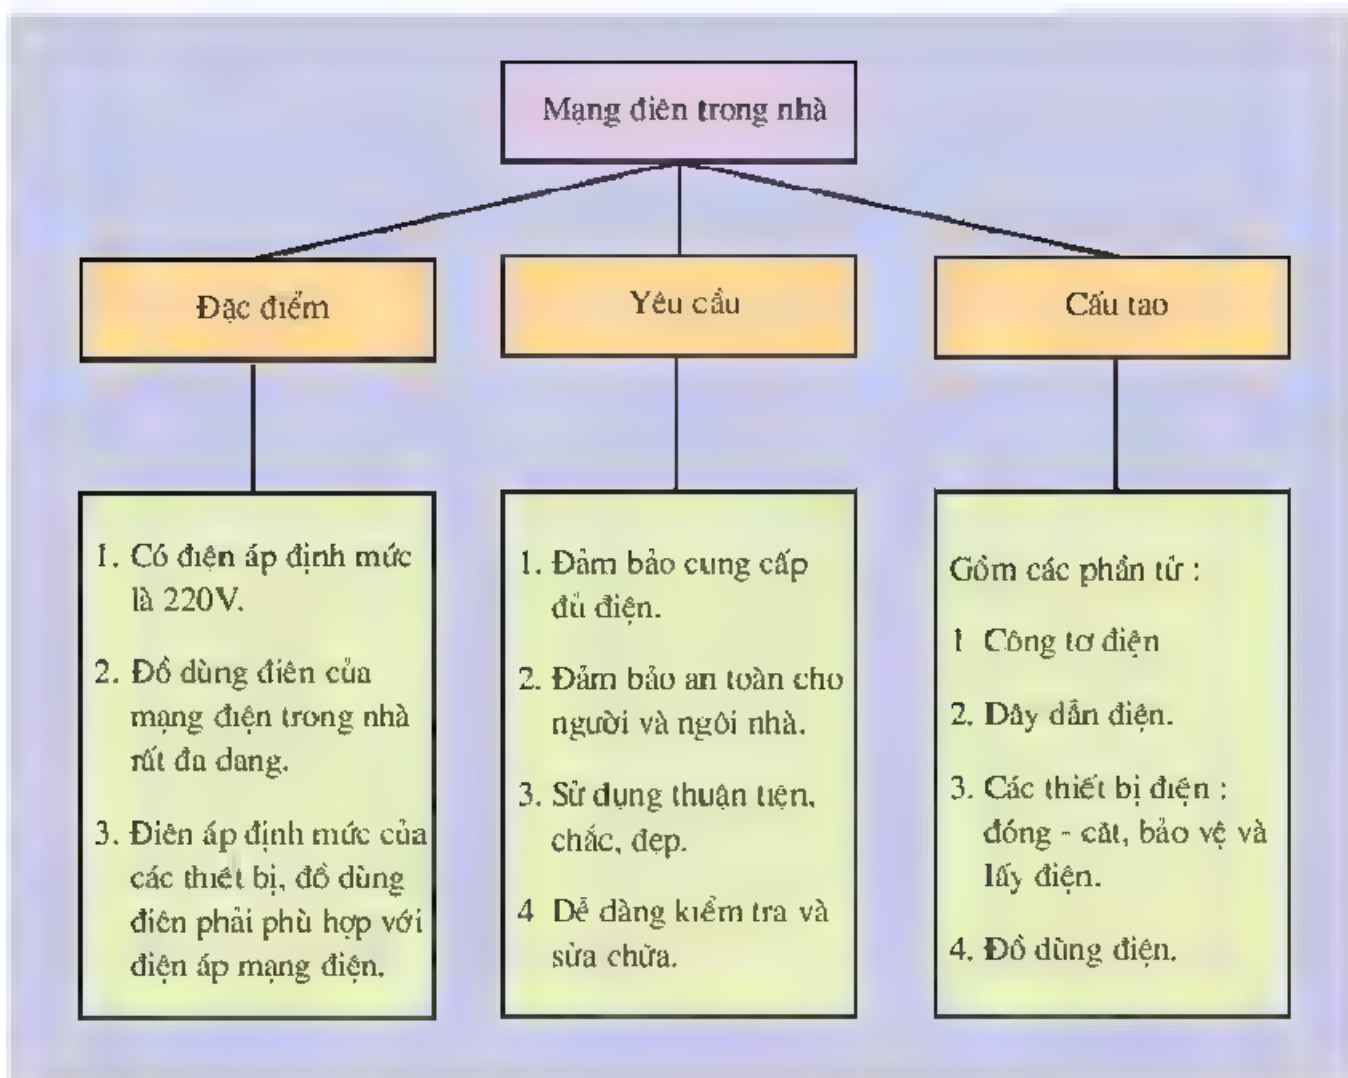 Mạng điện trong nhà
Đặc điểm
Yêu cầu
Cấu tạo
1. Có điện áp định mức
là 220V.
2. Đồ dùng điện của
mạng điện trong nhà
rất đa dạng.
3. Điện áp định mức của
các thiết bị, đồ dùng
điện phải phù hợp với
điện áp mạng điện.
1. Đảm bảo cung cấp
đủ điện.
2. Đảm bảo an toàn cho
người và ngôi nhà.
3. Sử dụng thuận tiện,
chắc, đẹp.
4 Dễ dàng kiểm tra và
sửa chữa.
Gồm các phần tử :
1 Công tơ điện
2. Dây dẫn điện.
3. Các thiết bị điện :
đóng - cắt, bảo vệ và
lấy điện.
4. Đồ dùng điện.